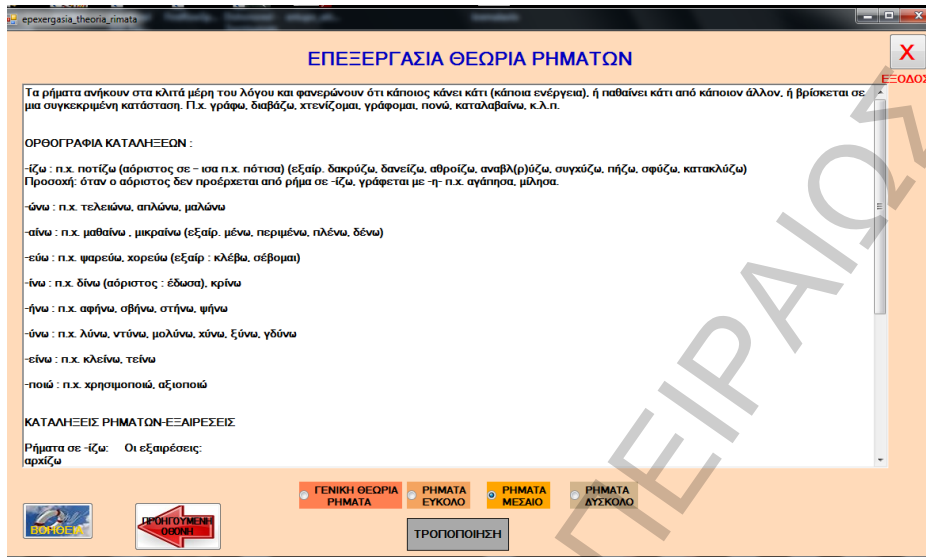 epexergasia_theoria_rimata
ΕΠΕΞΕΡΓΑΣΙΑ ΘΕΩΡΙΑ ΡΗΜΑΤΩΝ
X
ΕΞΟΔΟΣ
Τα ρήματα ανήκουν στα κλιτά μέρη του λόγου και φανερώνουν ότι κάποιος κάνει κάτι (κάποια ενέργεια), ή παθαίνει κάτι από κάποιον άλλον, ή βρίσκεται σε
μια συγκεκριμένη κατάσταση. Π.χ. γράφω, διαβάζω, χτενίζομαι, γράφομαι, πονώ, καταλαβαίνω, κ.λ.π.
ΟΡΘΟΓΡΑΦΙΑ ΚΑΤΑΛΗΞΕΩΝ :
-ίζω : π.χ. ποτίζω (αόριστος σε – ισα π.χ. πότισα) (εξαίρ. δακρύζω, δανείζω, αθροίζω, αναβλ(ρ)ύζω, συγχύζω, πήζω, σφύζω, κατακλύζω)
Προσοχή: όταν ο αόριστος δεν προέρχεται από ρήμα σε -ίζω, γράφεται με -η- π.χ. αγάπησα, μίλησα.
-ώνω : π.χ. τελειώνω, απλώνω, μαλώνω
-αίνω : π.χ. μαθαίνω , μικραίνω (εξαίρ. μένω, περιμένω, πλένω, δένω)
-εύω : π.χ. ψαρεύω, χορεύω (εξαίρ : κλέβω, σέβομαι)
-ίνω : π.χ. δίνω (αόριστος : έδωσα), κρίνω
-ήνω : π.χ. αφήνω, σβήνω, στήνω, ψήνω
-ύνω : π.χ. λύνω, ντύνω, μολύνω, χύνω, ξύνω, γδύνω
-είνω : π.χ. κλείνω, τείνω
-ποιώ : π.χ. χρησιμοποιώ, αξιοποιώ
ΚΑΤΑΛΗΞΕΙΣ ΡΗΜΑΤΩΝ-ΕΞΑΙΡΕΣΕΙΣ
Ρήματα σε -ίζω: Οι εξαιρέσεις:
αρχίζω
ΓΕΝΙΚΗ ΘΕΩΡΙΑ
ΡΗΜΑΤΑ
ΡΗΜΑΤΑ
ΕΥΚΟΛΟ
ΡΗΜΑΤΑ
ΜΕΣΑΙΟ
ΡΗΜΑΤΑ
ΔΥΣΚΟΛΟ
ΒΟΗΘΕΙΑ
ΠΡΟΗΓΟΥΜΕΝΗ
ΟΘΟΝΗ
ΤΡΟΠΟΠΟΙΗΣΗ
ΠΕΙΡΑΙΩΣ